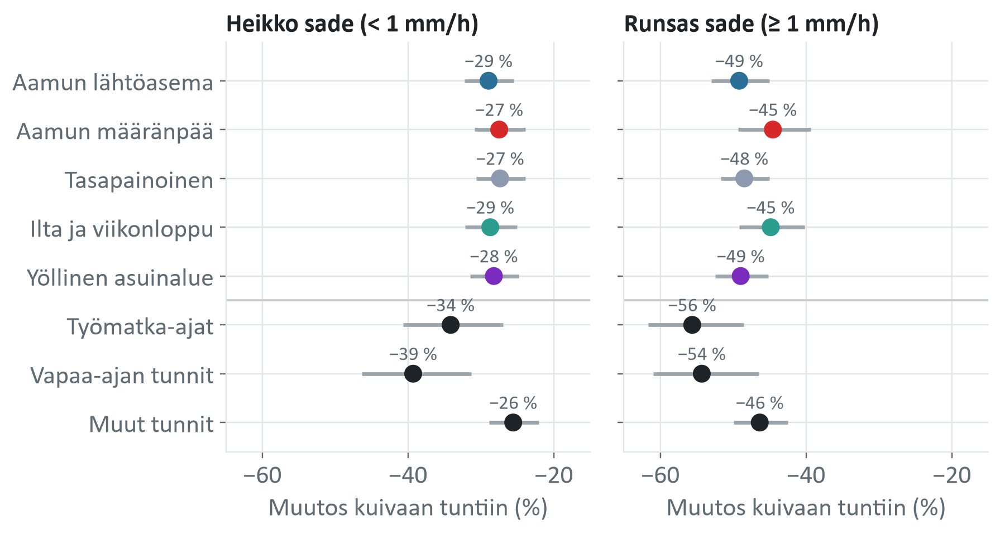 Heikko sade (< 1 mm/h)
Runsas sade (≥ 1 mm/h)
Aamun lähtöasema
−29 %
−49 %
Aamun määränpää
−27 %
−45 %
Tasapainoinen
−27 %
−48 %
Ilta ja viikonloppu
−29 %
−45 %
Yöllinen asuinalue
−28 %
−49 %
Työmatka-ajat
−34 %
−56 %
Vapaa-ajan tunnit
−39 %
−54 %
Muut tunnit
−26 %
−46 %
−60 −40 −20
−60 −40 −20
Muutos kuivaan tuntiin (%)
Muutos kuivaan tuntiin (%)